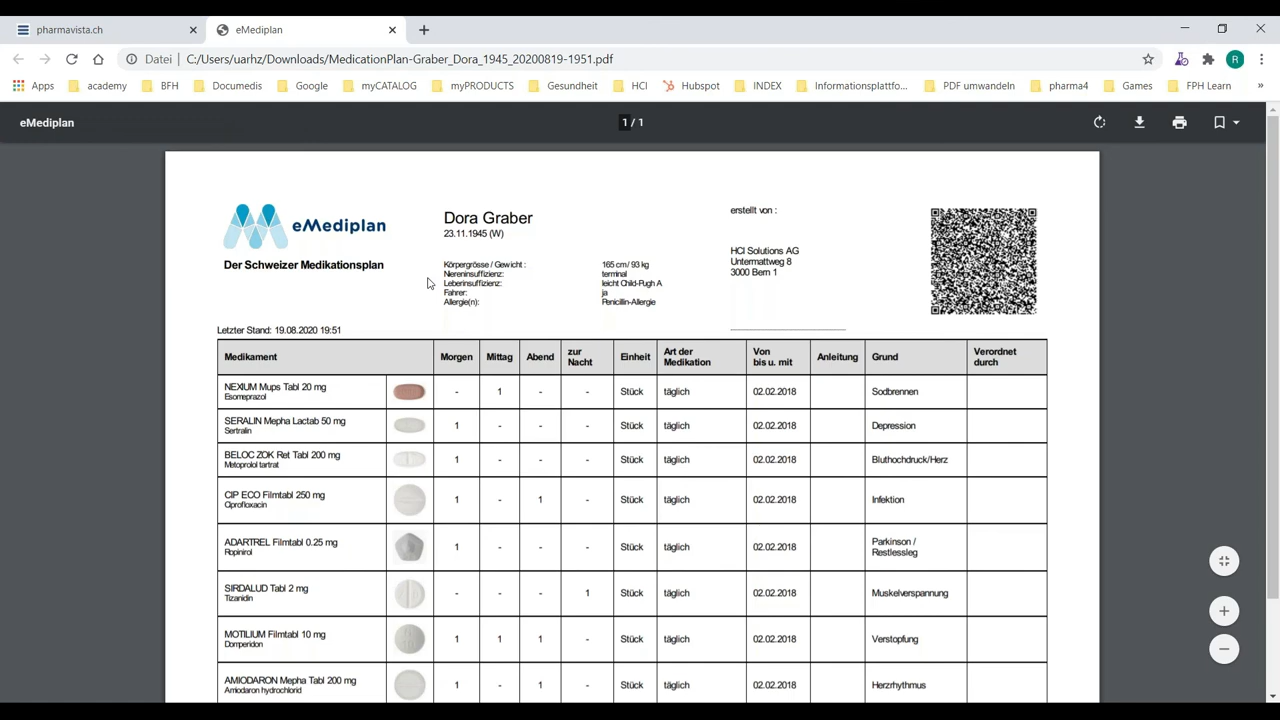 pharmavista.ch
eMediplan
Datei C:/Users/uarhz/Downloads/MedicationPlan-Graber_Dora_1945_20200819-1951.pdf
R
Apps academy BFH Documedis Google myCATALOG myPRODUCTS Gesundheit HCI Hubspot INDEX Informationsplattfo... PDF umwandeln pharma4 Games FPH Learn »
eMediplan
1 / 1
eMediplan
Der Schweizer Medikationsplan
Dora Graber
23.11.1945 (W)
Körpergrösse / Gewicht : 165 cm / 93 kg
Niereninsuffizienz: terminal
Leberinsuffizienz: leicht Child-Pugh A
Fahrer: ja
Allergie(n): Penicillin-Allergie
erstellt von :
HCI Solutions AG
Untermattweg 8
3000 Bern 1
Letzter Stand: 19.08.2020 19:51
Medikament Morgen Mittag Abend zur Nacht Einheit Art der Medikation Von bis u. mit Anleitung Grund Verordnet durch
NEXIUM Mups Tabl 20 mg - 1 - - Stück täglich 02.02.2018 Sodbrennen
Esomeprazol
SERALIN Mepha Lactab 50 mg 1 - - - Stück täglich 02.02.2018 Depression
Sertralin
BELOC ZOK Ret Tabl 200 mg 1 - - - Stück täglich 02.02.2018 Bluthochdruck/Herz
Metoprolol tartrat
CIP ECO Filmtabl 250 mg 1 - 1 - Stück täglich 02.02.2018 Infektion
Ciprofloxacin
ADARTREL Filmtabl 0.25 mg 1 - - - Stück täglich 02.02.2018 Parkinson / Restlessleg
Ropinirol
SIRDALUD Tabl 2 mg - - - 1 Stück täglich 02.02.2018 Muskelverspannung
Tizanidin
MOTILIUM Filmtabl 10 mg 1 1 1 - Stück täglich 02.02.2018 Verstopfung
Domperidon
AMIODARON Mepha Tabl 200 mg 1 - 1 - Stück täglich 02.02.2018 Herzrhythmus
Amiodaron hydrochlorid